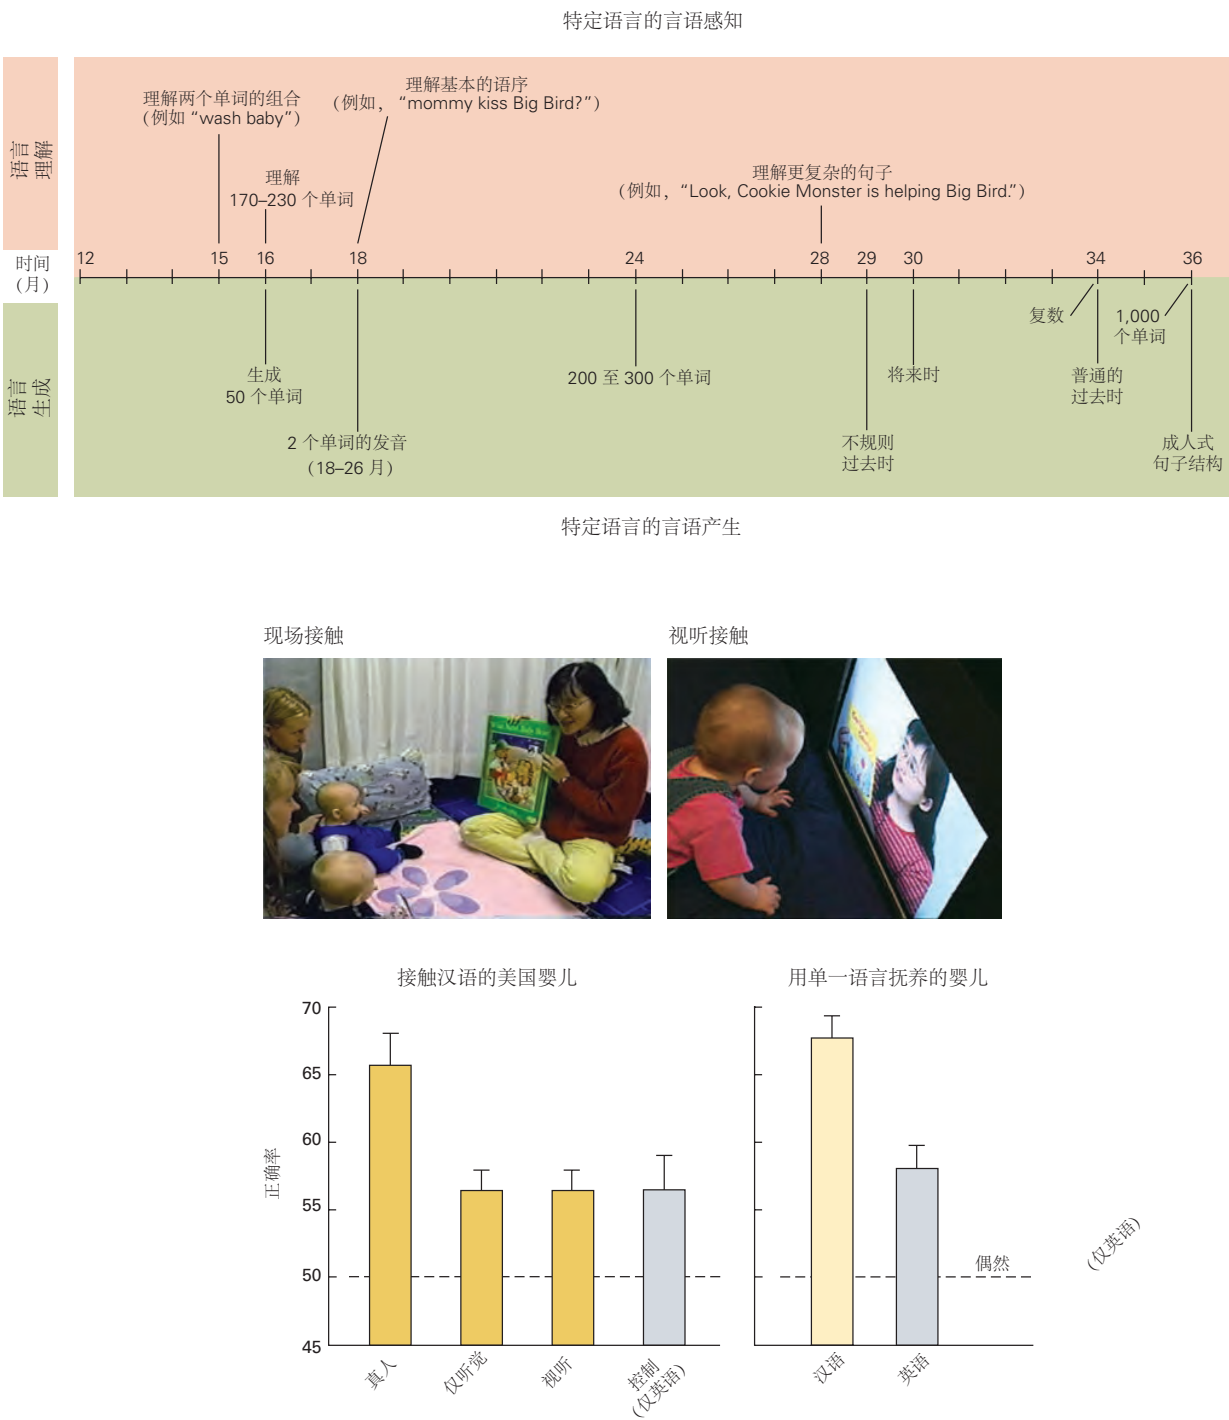 特定语言的言语感知
语言
理解
理解两个单词的组合
(例如 “wash baby”)
理解基本的语序
(例如， “mommy kiss Big Bird?”)
理解
170–230 个单词
理解更复杂的句子
(例如， “Look, Cookie Monster is helping Big Bird.”)
时间
(月)
12 15 16 18 24 28 29 30 34 36
语言
生成
生成
50 个单词
2 个单词的发音
(18–26 月)
200 至 300 个单词
不规则
过去时
将来时
复数
普通的
过去时
1,000
个单词
成人式
句子结构
特定语言的言语产生
现场接触
视听接触
接触汉语的美国婴儿
正确率
70
65
60
55
50
45
真人
仅听觉
视听
控制
(仅英语)
用单一语言抚养的婴儿
偶然
汉语
英语
(仅英语)